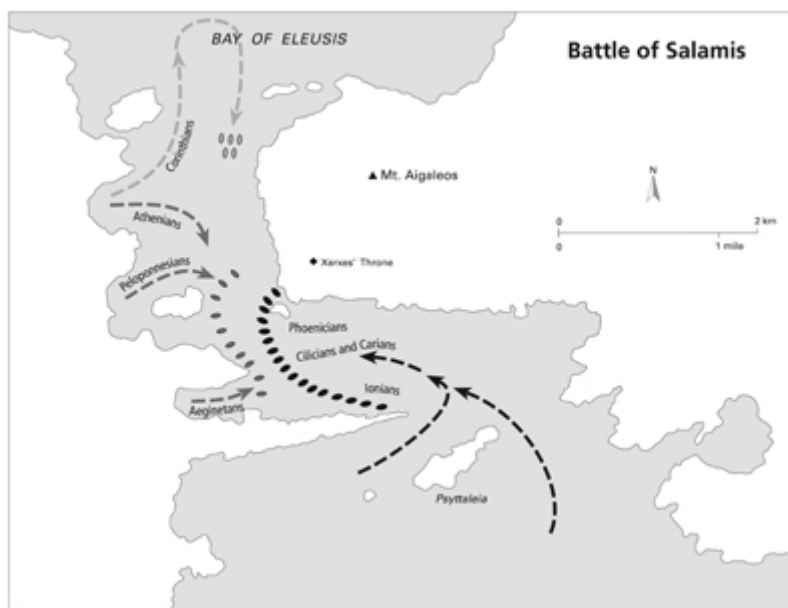 BAY OF ELEUSIS
Battle of Salamis
Corinthians
Mt. Aigaleos
N
Athenians
0 2 km
0 1 mile
Peloponnesians
Xerxes' Throne
Phoenicians
Cilicians and Carians
Ionians
Aeginetans
Psyttaleia